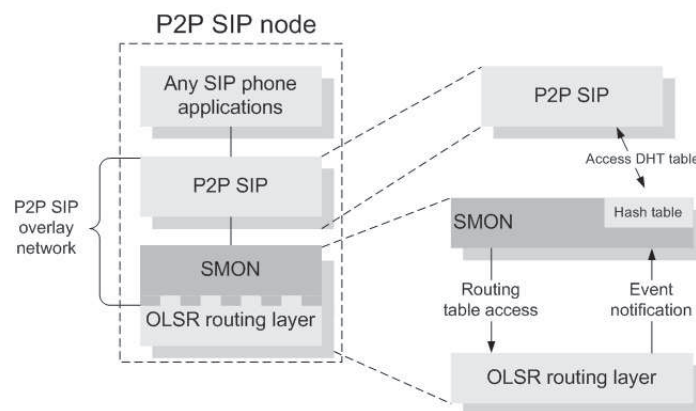 P2P SIP node
Any SIP phone
applications
P2P SIP
P2P SIP
overlay
network
SMON
OLSR routing layer
P2P SIP
Access DHT table
SMON
Hash table
Routing
table access
Event
notification
OLSR routing layer